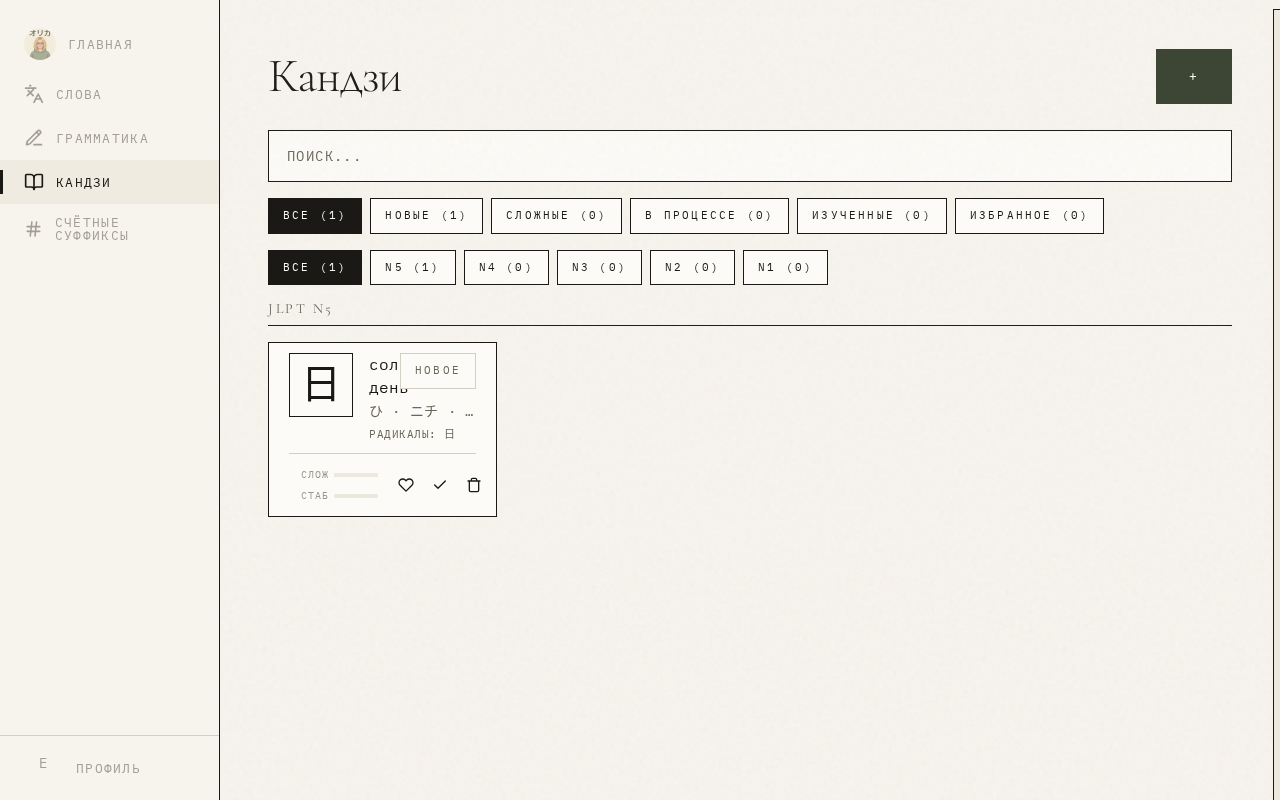 オリカ
ГЛАВНАЯ
СЛОВА
ГРАММАТИКА
КАНДЗИ
СЧЁТНЫЕ
СУФФИКСЫ
Е
ПРОФИЛЬ
Кандзи
+
ПОИСК...
ВСЕ (1)
НОВЫЕ (1)
СЛОЖНЫЕ (0)
В ПРОЦЕССЕ (0)
ИЗУЧЕННЫЕ (0)
ИЗБРАННОЕ (0)
ВСЕ (1)
N5 (1)
N4 (0)
N3 (0)
N2 (0)
N1 (0)
JLPT N5
日
НОВОЕ
день
ひ · ニチ · …
РАДИКАЛЫ: 日
СЛОЖ
СТАБ